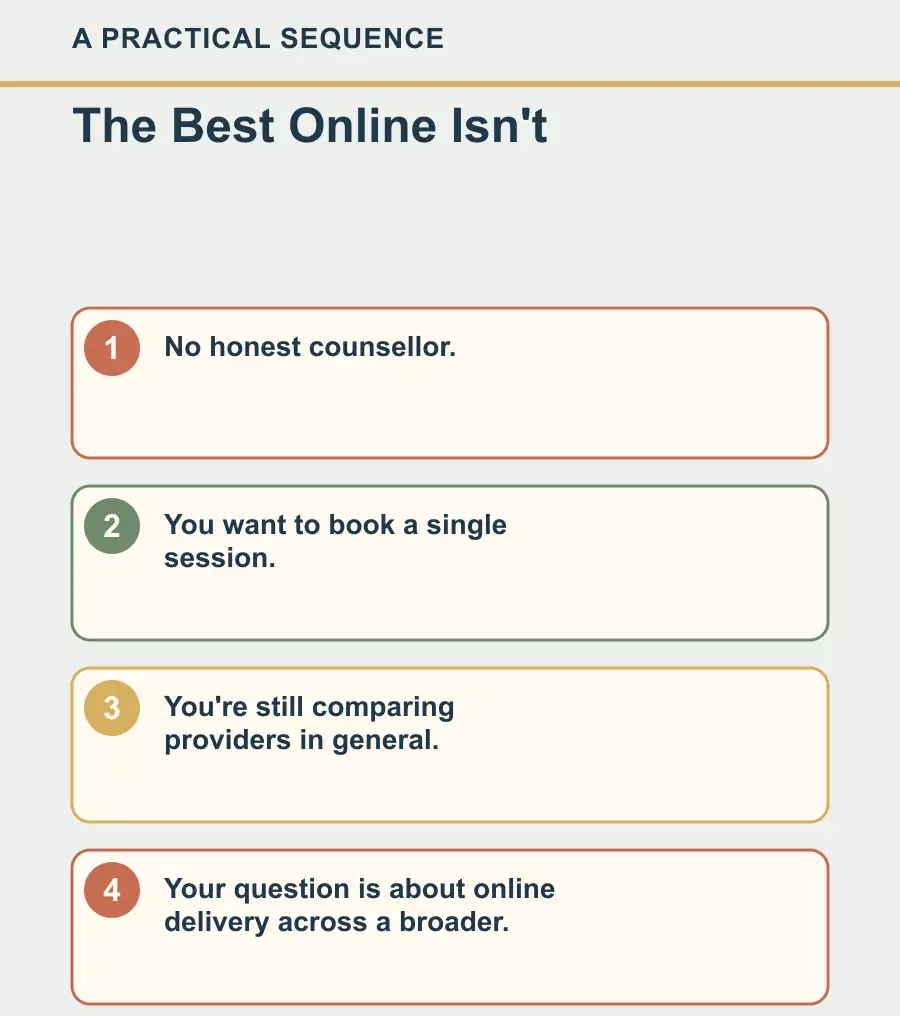 A PRACTICAL SEQUENCE
The Best Online Isn't
1
No honest counsellor.
2
You want to book a single
session.
3
You're still comparing
providers in general.
4
Your question is about online
delivery across a broader.